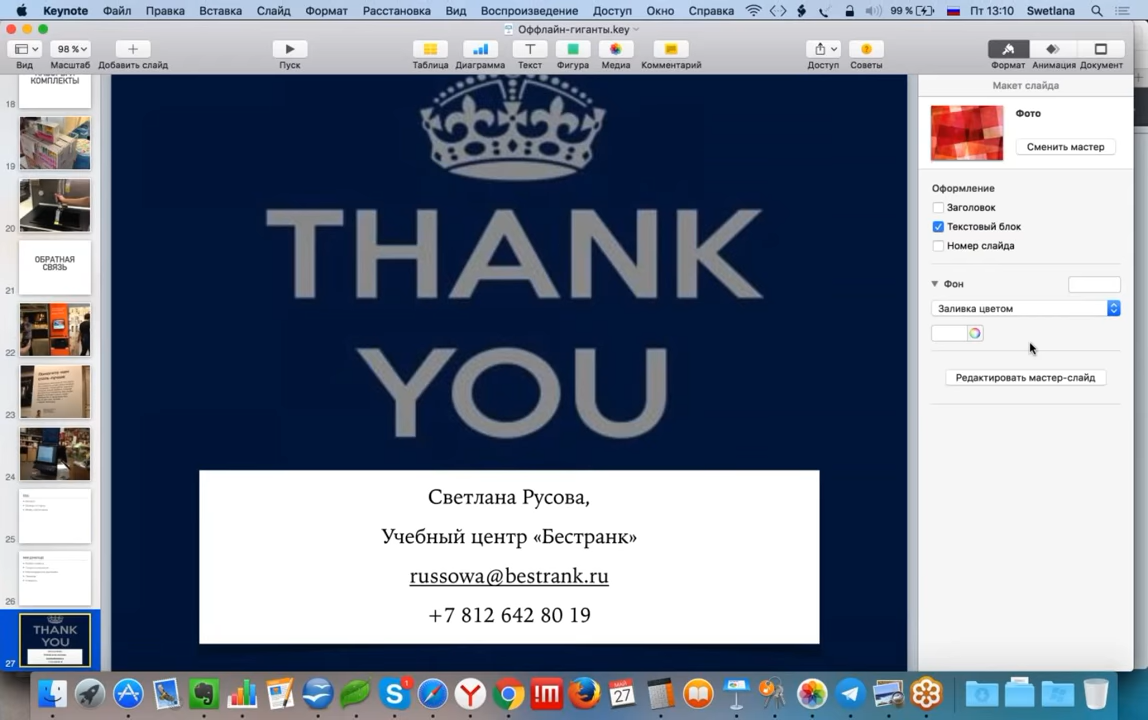 Keynote Файл Правка Вставка Слайд Формат Расстановка Вид Воспроизведение Доступ Окно Справка 99 % Пт 13:10 Swetlana
Оффлайн-гиганты.key
98 %
Вид Масштаб Добавить слайд Пуск Таблица Диаграмма Текст Фигура Медиа Комментарий Доступ Советы Формат Анимация Документ
КОМПЛЕКТЫ
18
19
20
ОБРАТНАЯ
СВЯЗЬ
21
22
23
24
25
26
THANK
YOU
27
THANK
YOU
Светлана Русова,
Учебный центр «Бестранк»
russowa@bestrank.ru
+7 812 642 80 19
Макет слайда
Фото
Сменить мастер
Оформление
Заголовок
Текстовый блок
Номер слайда
Фон
Заливка цветом
Редактировать мастер-слайд
1
МАЙ
27